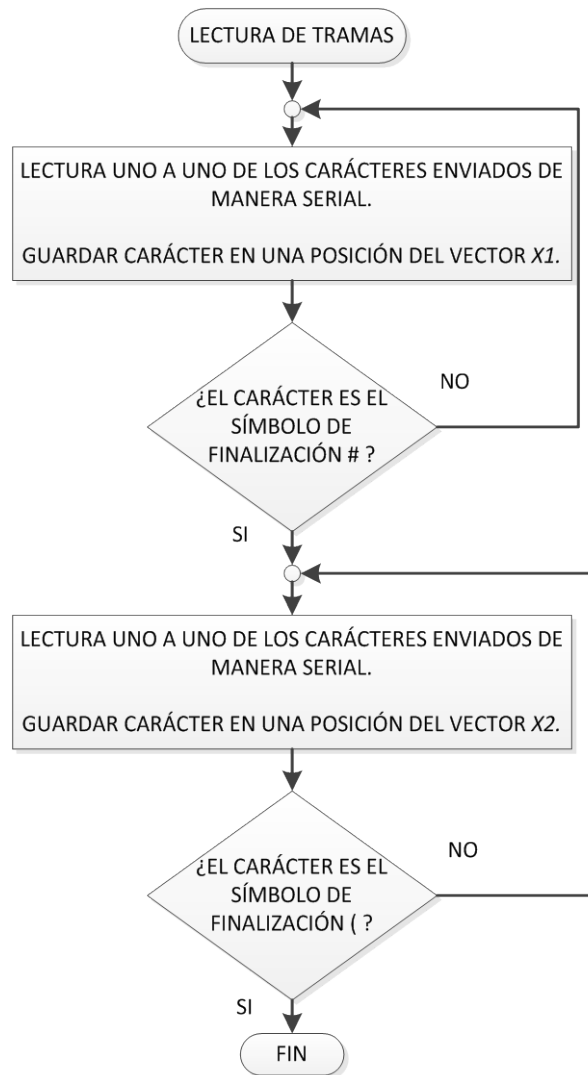 LECTURA DE TRAMAS
LECTURA UNO A UNO DE LOS CARÁCTERES ENVIADOS DE
MANERA SERIAL.
GUARDAR CARÁCTER EN UNA POSICIÓN DEL VECTOR X1.
¿EL CARÁCTER ES EL
SÍMBOLO DE
FINALIZACIÓN # ?
NO
SI
LECTURA UNO A UNO DE LOS CARÁCTERES ENVIADOS DE
MANERA SERIAL.
GUARDAR CARÁCTER EN UNA POSICIÓN DEL VECTOR X2.
¿EL CARÁCTER ES EL
SÍMBOLO DE
FINALIZACIÓN ( ?
NO
SI
FIN